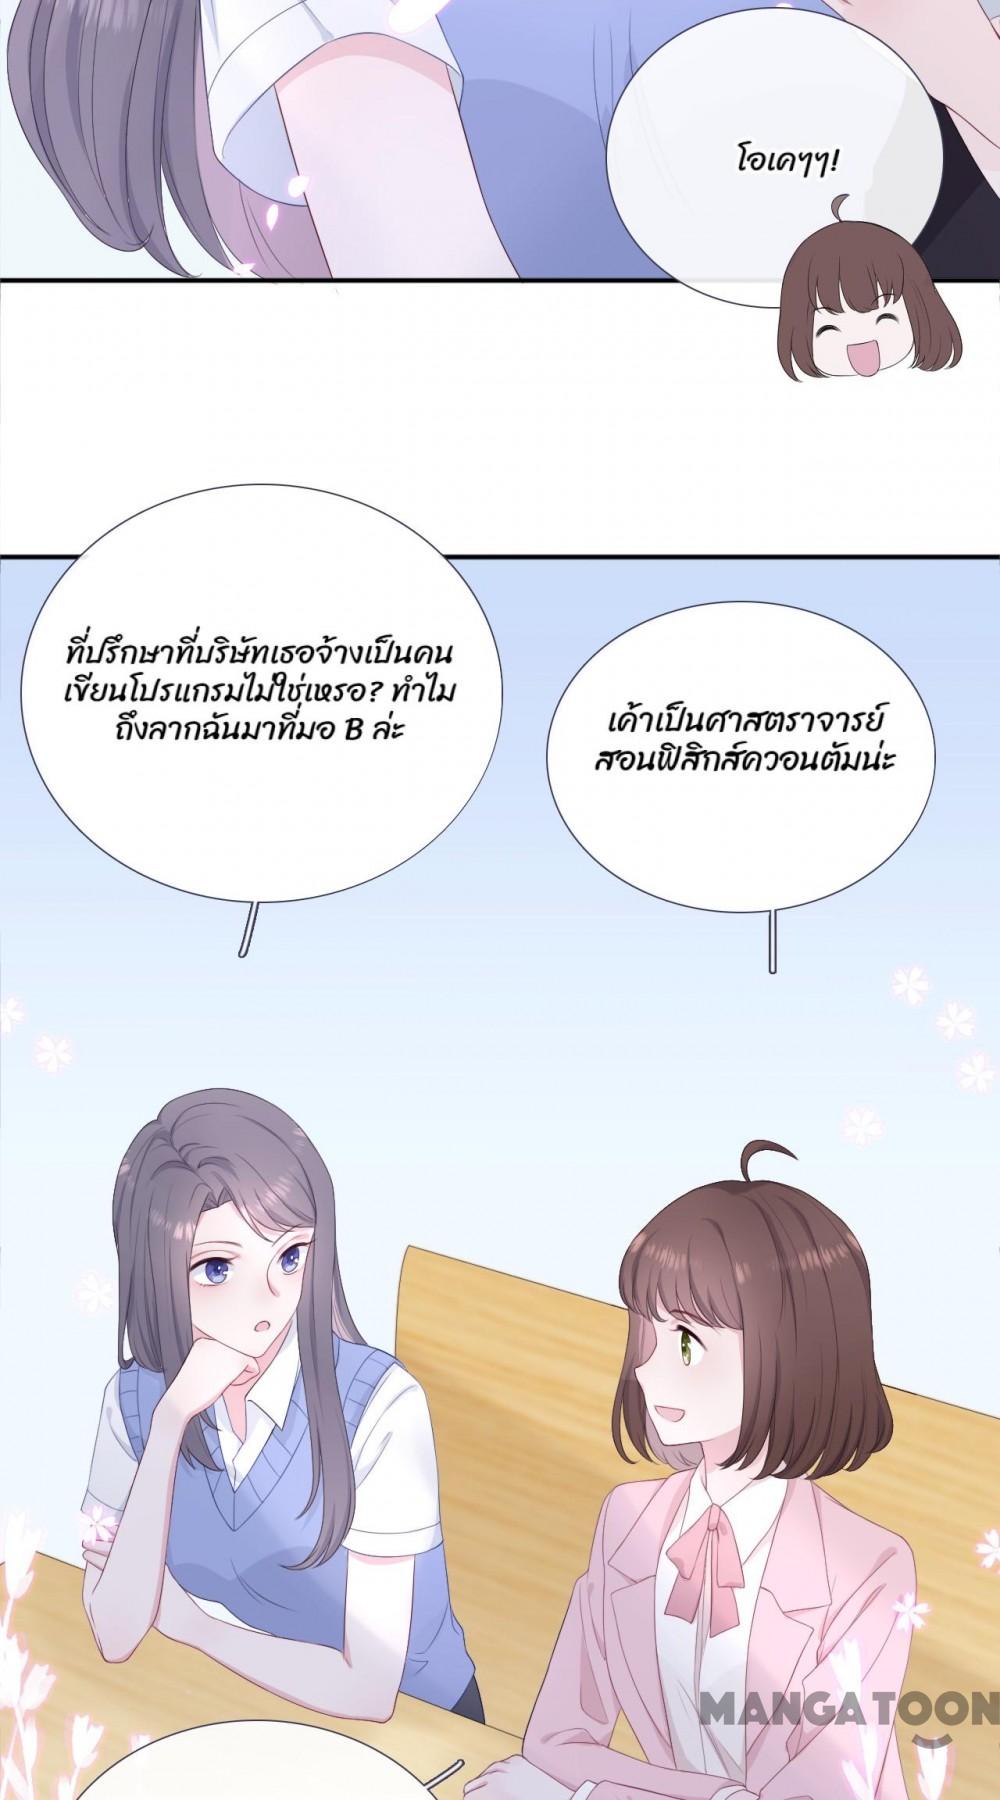 โอเคๆๆ!
ที่ปรึกษาที่บริษัทเธอจ้างเป็นคน
เขียนโปรแกรมไม่ใช่เหรอ? ทำไม
ถึงลากฉันมาที่มอ B ล่ะ
เค้าเป็นศาสตราจารย์
สอนฟิสิกส์ควอนตัมน่ะ
MANGATOON